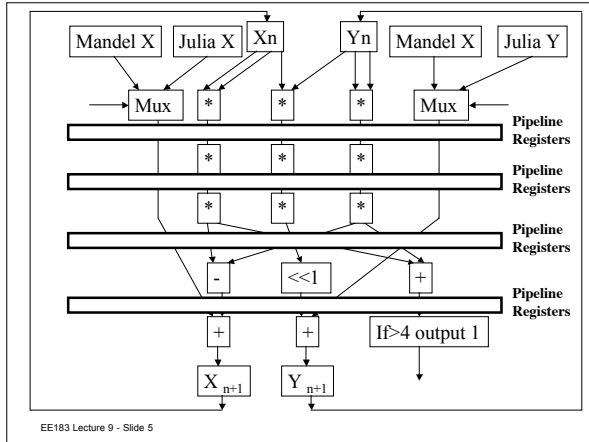 Xn
Yn
Mandel X
Julia X
Mandel X
Julia Y
Mux
*
*
*
Mux
Pipeline
Registers
*
*
*
Pipeline
Registers
*
*
*
Pipeline
Registers
-
<<1
+
Pipeline
Registers
+
+
If>4 output 1
X n+1
Y n+1
EE183 Lecture 9 - Slide 5